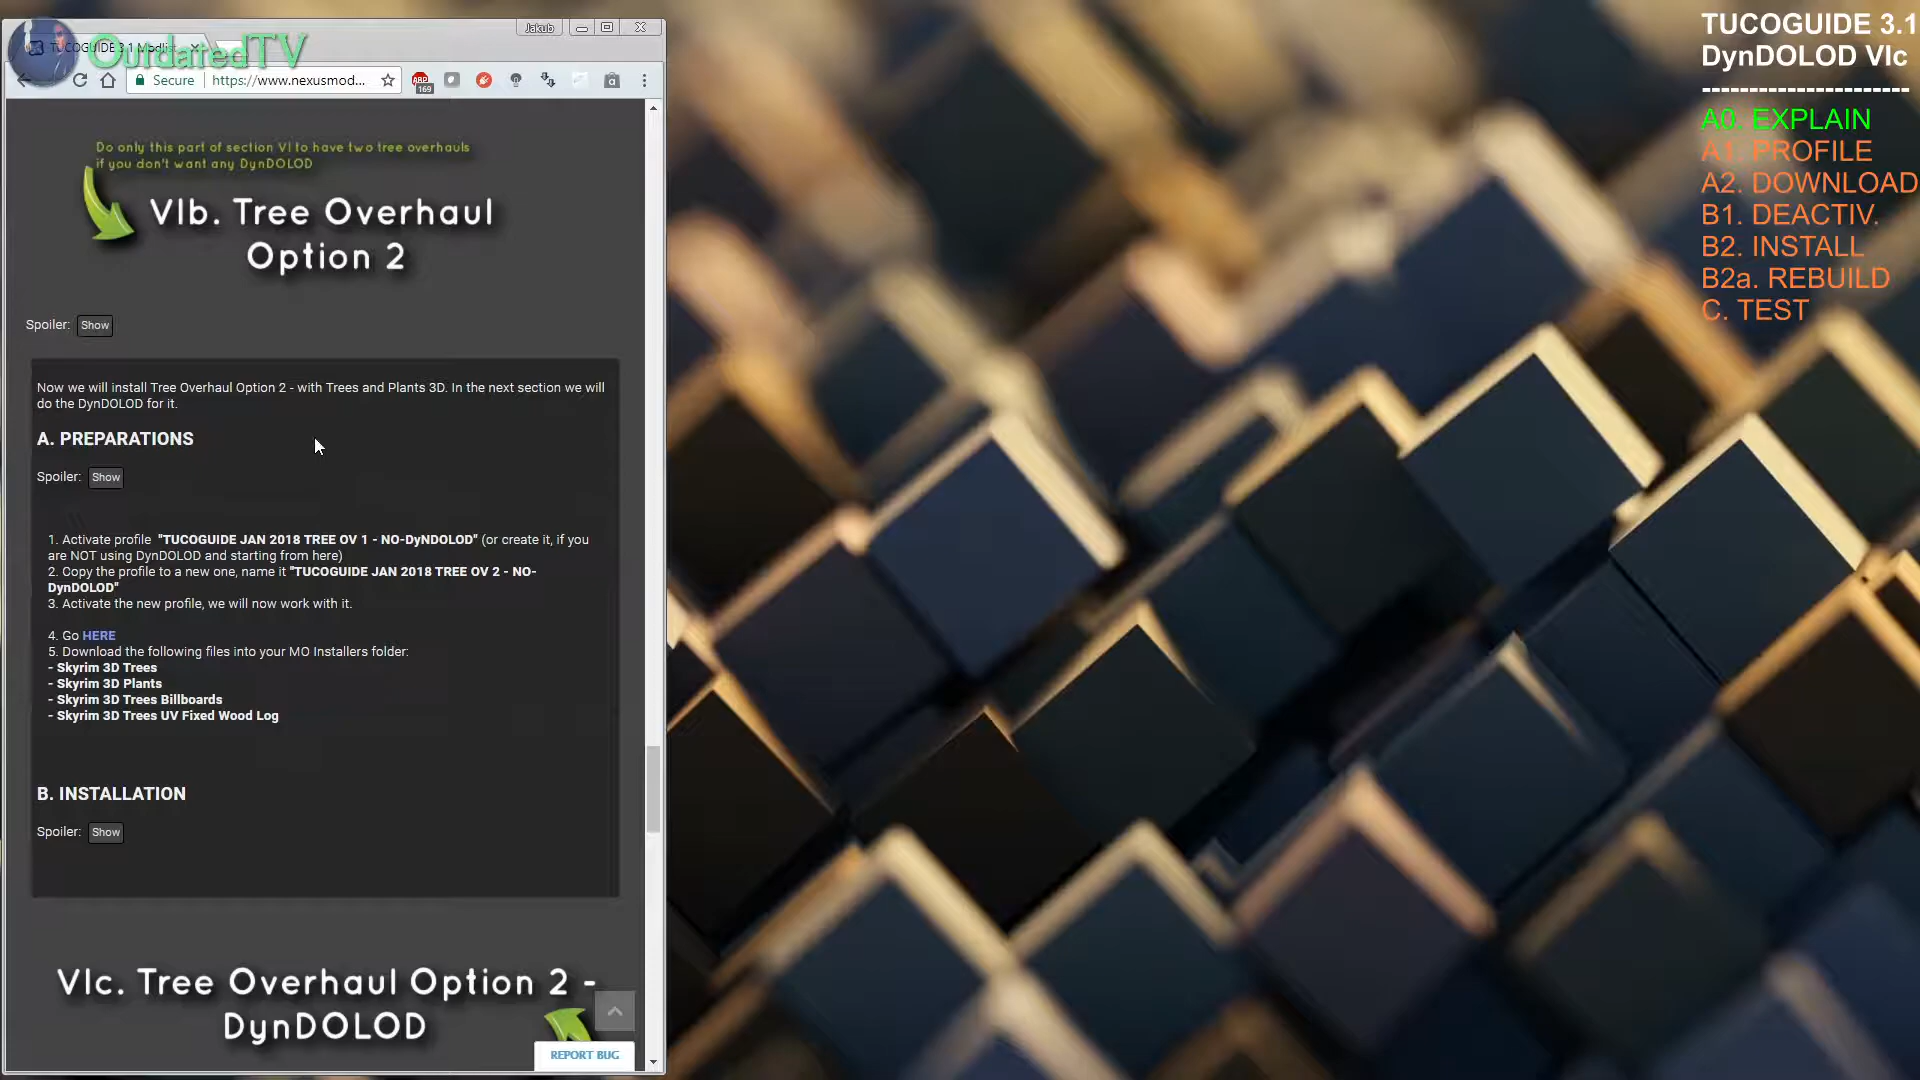 Jakub
TUCOGUIDE 3.1 Modlist
OutdatedTV
Secure
https://www.nexusmod...
ABP
169
Do only this part of section VI to have two tree overhauls
if you don't want any DynDOLOD
VIb. Tree Overhaul
Option 2
Spoiler: Show
Now we will install Tree Overhaul Option 2 - with Trees and Plants 3D. In the next section we will
do the DynDOLOD for it.
A. PREPARATIONS
Spoiler: Show
1. Activate profile "TUCOGUIDE JAN 2018 TREE OV 1 - NO-DyNDOLOD" (or create it, if you
are NOT using DynDOLOD and starting from here)
2. Copy the profile to a new one, name it "TUCOGUIDE JAN 2018 TREE OV 2 - NO-
DynDOLOD"
3. Activate the new profile, we will now work with it.
4. Go HERE
5. Download the following files into your MO Installers folder:
- Skyrim 3D Trees
- Skyrim 3D Plants
- Skyrim 3D Trees Billboards
- Skyrim 3D Trees UV Fixed Wood Log
B. INSTALLATION
Spoiler: Show
VIc. Tree Overhaul Option 2 -
DynDOLOD
REPORT BUG
TUCOGUIDE 3.1
DynDOLOD VIc
----------------------
A0. EXPLAIN
A1. PROFILE
A2. DOWNLOAD
B1. DEACTIV.
B2. INSTALL
B2a. REBUILD
C. TEST